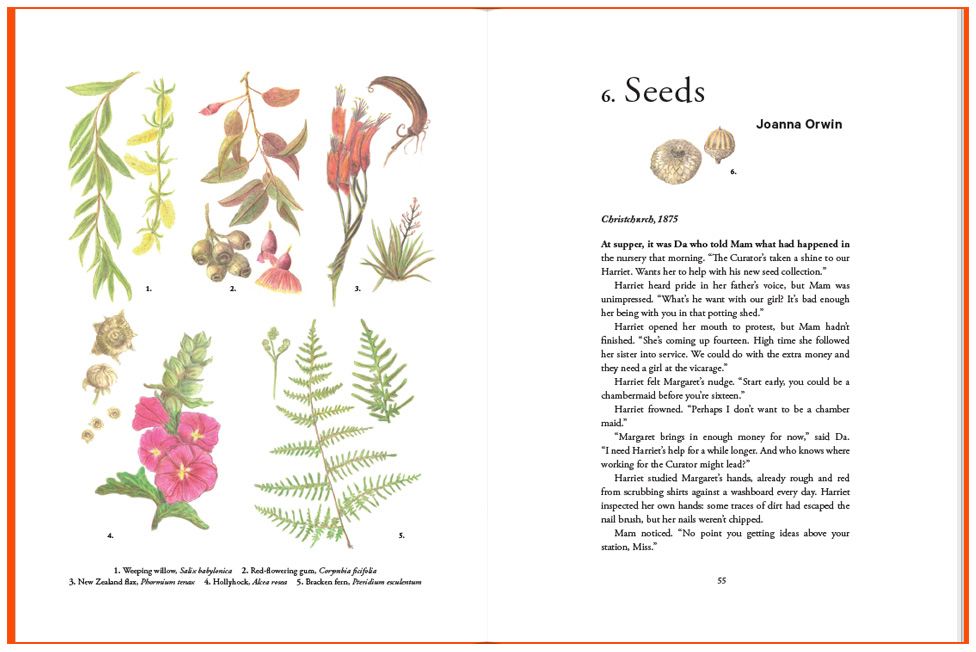 1.
2.
3.
4.
5.
1. Weeping willow, Salix babylonica 2. Red-flowering gum, Corymbia ficifolia
3. New Zealand flax, Phormium tenax 4. Hollyhock, Alcea rosea 5. Bracken fern, Pteridium esculentum
6. Seeds
Joanna Orwin
6.
Christchurch, 1875
At supper, it was Da who told Mam what had happened in
the nursery that morning. “The Curator’s taken a shine to our
Harriet. Wants her to help with his new seed collection.”
Harriet heard pride in her father’s voice, but Mam was
unimpressed. “What’s he want with our girl? It’s bad enough
her being with you in that potting shed.”
Harriet opened her mouth to protest, but Mam hadn’t
finished. “She’s coming up fourteen. High time she followed
her sister into service. We could do with the extra money and
they need a girl at the vicarage.”
Harriet felt Margaret’s nudge. “Start early, you could be a
chambermaid before you’re sixteen.”
Harriet frowned. “Perhaps I don’t want to be a chamber
maid.”
“Margaret brings in enough money for now,” said Da.
“I need Harriet’s help for a while longer. And who knows where
working for the Curator might lead?”
Harriet studied Margaret’s hands, already rough and red
from scrubbing shirts against a washboard every day. Harriet
inspected her own hands: some traces of dirt had escaped the
nail brush, but her nails weren’t chipped.
Mam noticed. “No point you getting ideas above your
station, Miss.”
55